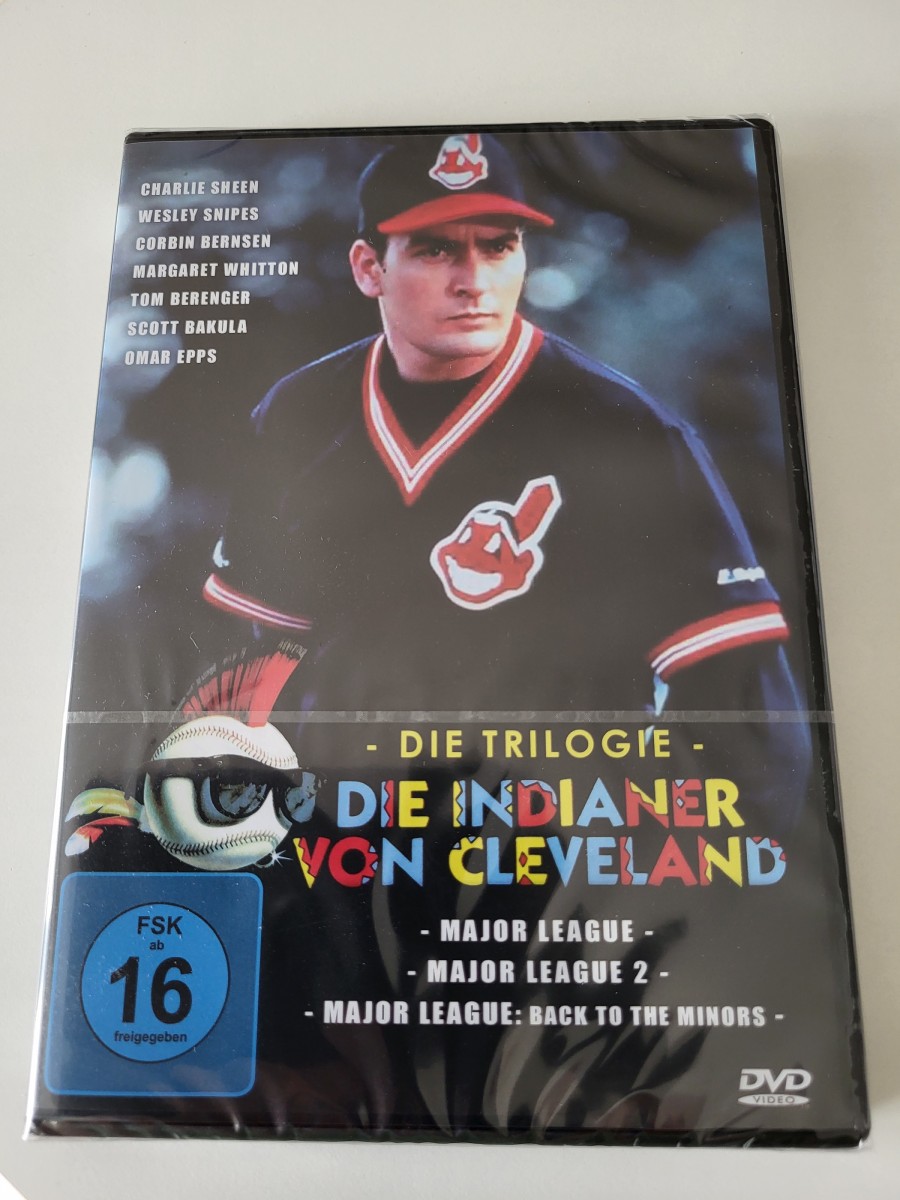 CHARLIE SHEEN
WESLEY SNIPES
CORBIN BERNSEN
MARGARET WHITTON
TOM BERENGER
SCOTT BAKULA
OMAR EPPS
- DIE TRILOGIE -
DIE INDIANER
VON CLEVELAND
- MAJOR LEAGUE -
- MAJOR LEAGUE 2 -
- MAJOR LEAGUE: BACK TO THE MINORS -
FSK
ab
16
freigegeben
DVD
VIDEO